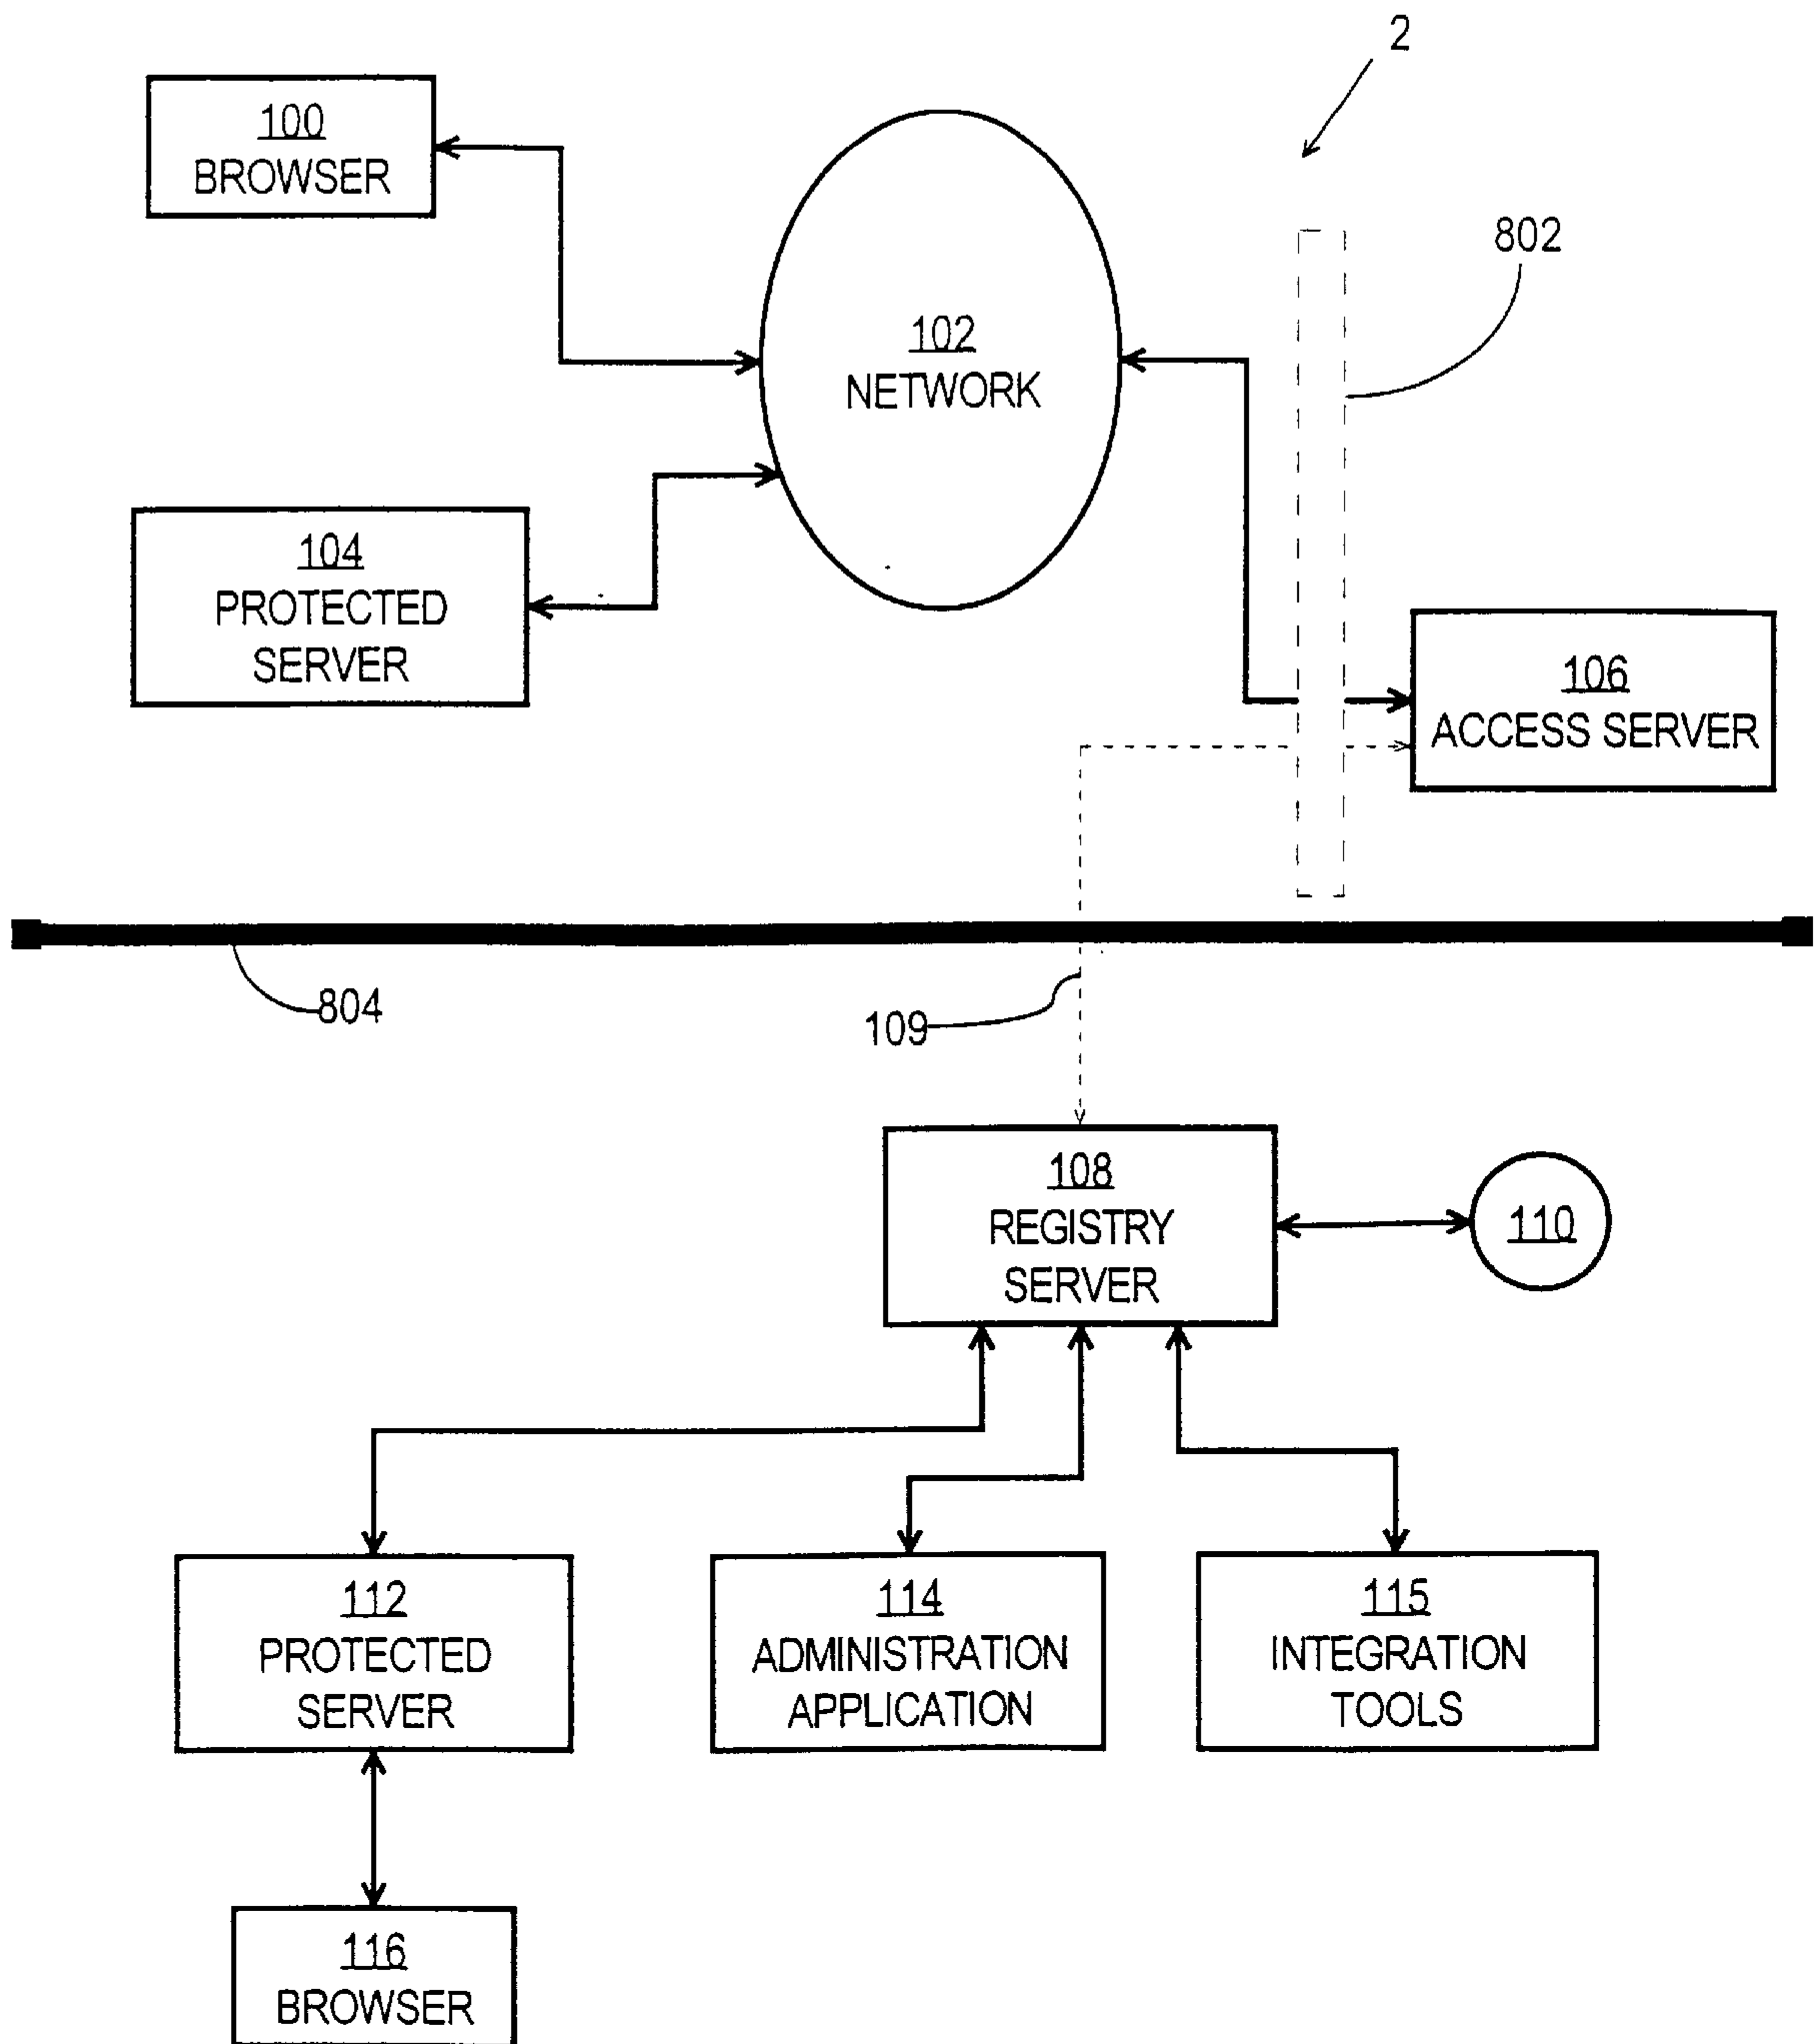 2
100
BROWSER
802
102
NETWORK
104
PROTECTED
SERVER
106
ACCESS SERVER
804
109
108
REGISTRY
SERVER
110
112
PROTECTED
SERVER
114
ADMINISTRATION
APPLICATION
115
INTEGRATION
TOOLS
116
BROWSER